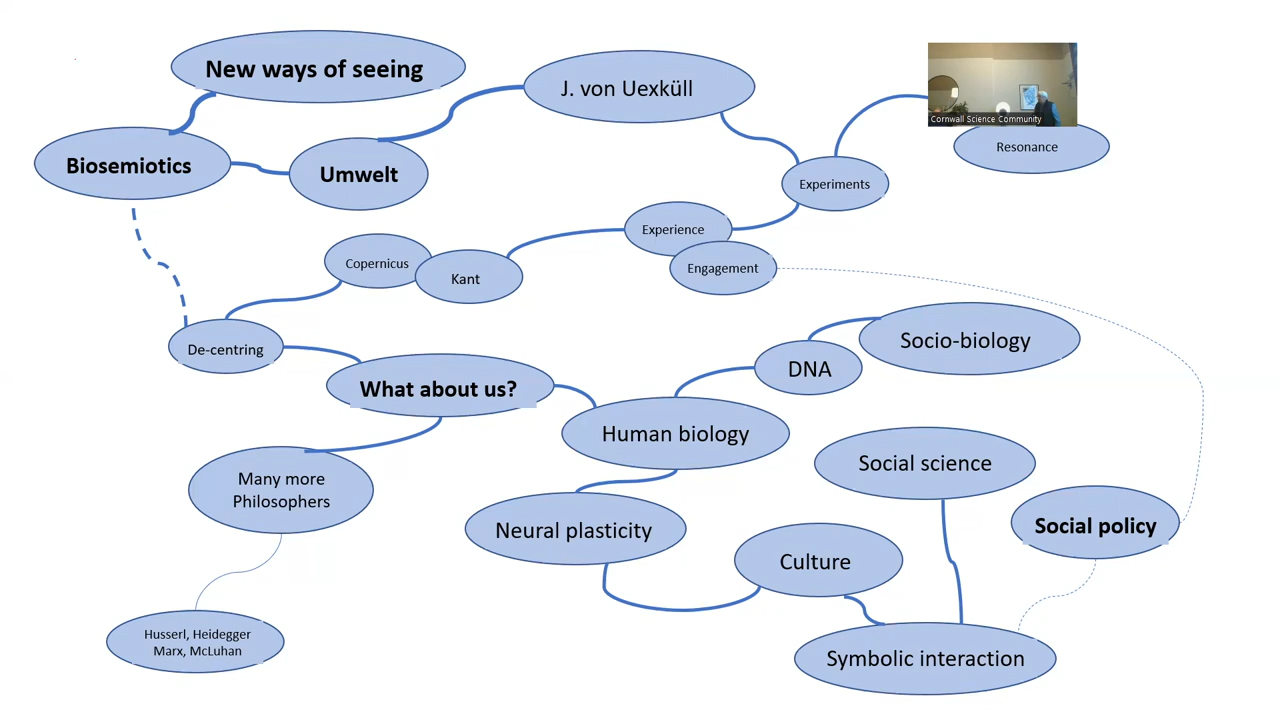 New ways of seeing
J. von Uexküll
Cornwall Science Community
Resonance
Biosemiotics
Umwelt
Experiments
Experience
Engagement
Copernicus
Kant
De-centring
What about us?
DNA
Socio-biology
Human biology
Many more
Philosophers
Social science
Neural plasticity
Social policy
Culture
Husserl, Heidegger
Marx, McLuhan
Symbolic interaction